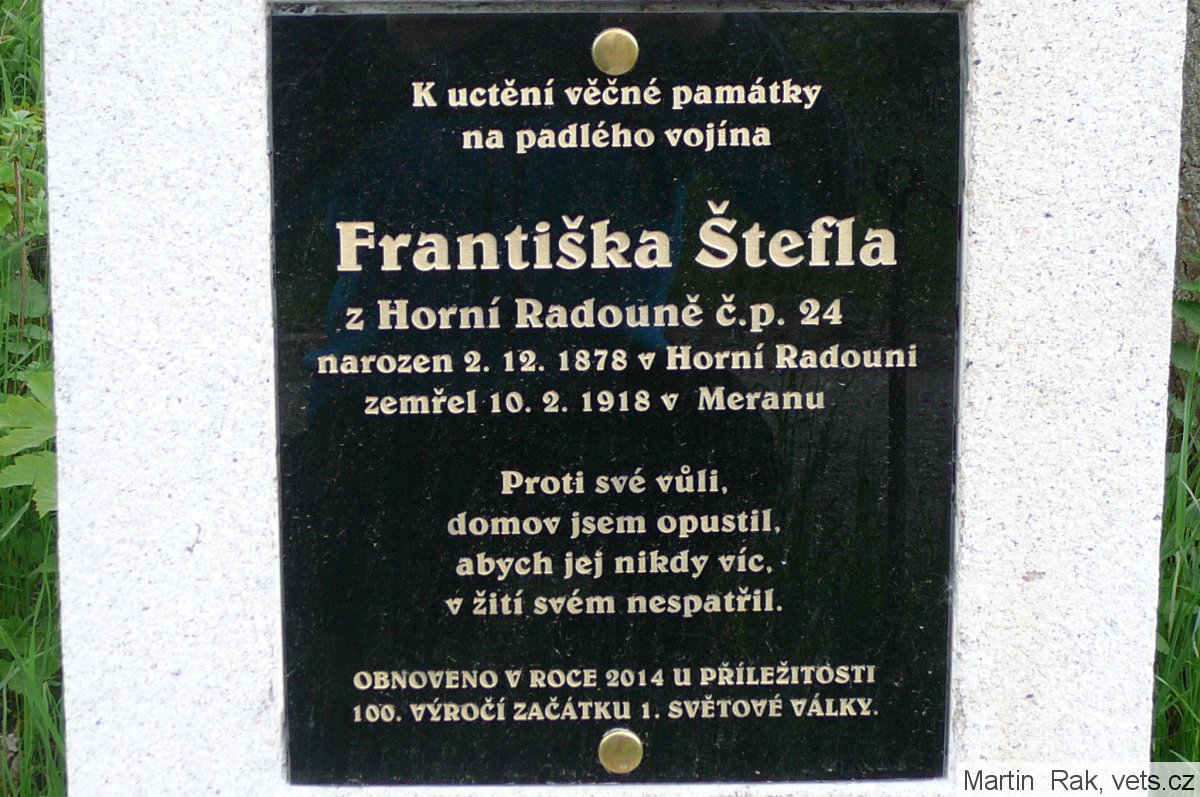 K uctění věčné památky
na padlého vojína
Františka Štefla
z Horní Radouně č.p. 24
narozen 2. 12. 1878 v Horní Radouni
zemřel 10. 2. 1918 v Meranu
Proti své vůli,
domov jsem opustil,
abych jej nikdy víc,
v žití svém nespatřil.
OBNOVENO V ROCE 2014 U PŘÍLEŽITOSTI
100. VÝROČÍ ZAČÁTKU 1. SVĚTOVÉ VÁLKY.
Martin Rak, vets.cz